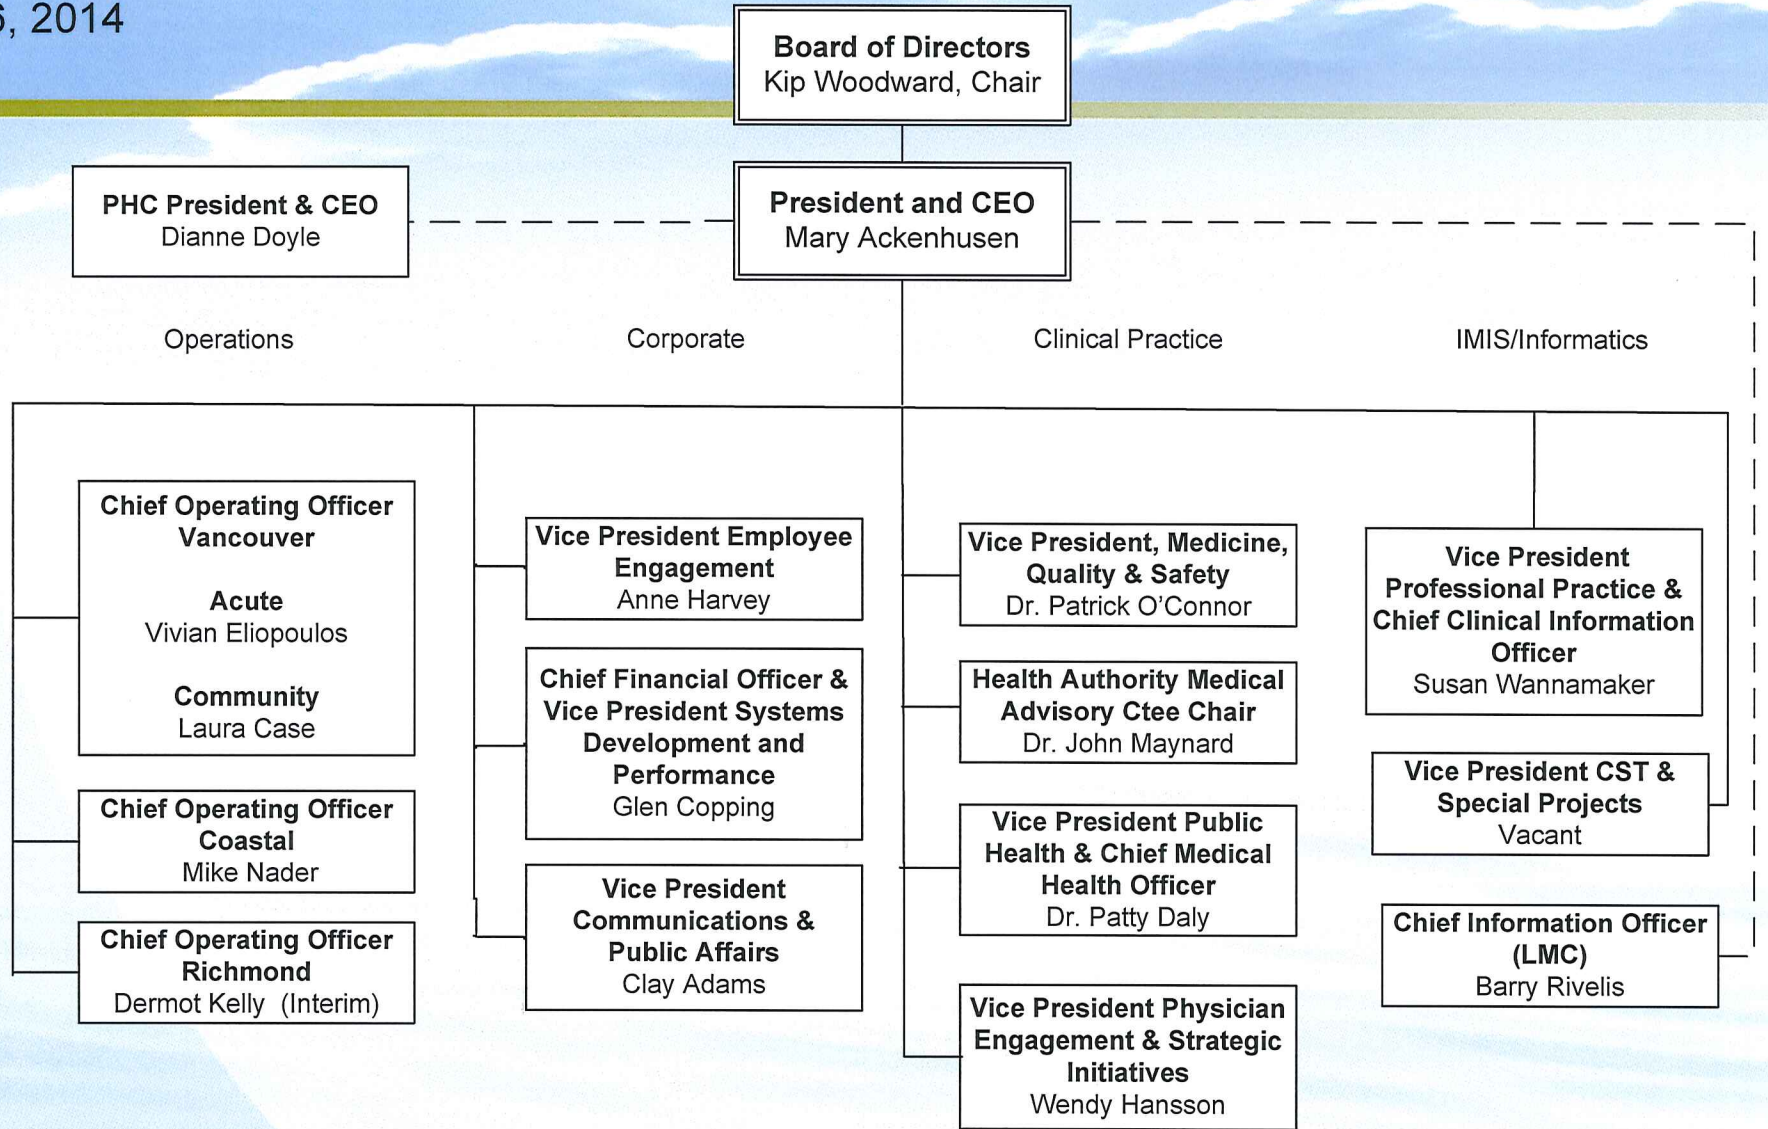 6, 2014
Board of Directors
Kip Woodward, Chair
PHC President & CEO
Dianne Doyle
President and CEO
Mary Ackenhusen
Operations
Corporate
Clinical Practice
IMIS/Informatics
Chief Operating Officer
Vancouver
Acute
Vivian Eliopoulos
Community
Laura Case
Chief Operating Officer
Coastal
Mike Nader
Chief Operating Officer
Richmond
Dermot Kelly (Interim)
Vice President Employee
Engagement
Anne Harvey
Chief Financial Officer &
Vice President Systems
Development and
Performance
Glen Copping
Vice President
Communications &
Public Affairs
Clay Adams
Vice President, Medicine,
Quality & Safety
Dr. Patrick O’Connor
Health Authority Medical
Advisory Ctee Chair
Dr. John Maynard
Vice President Public
Health & Chief Medical
Health Officer
Dr. Patty Daly
Vice President Physician
Engagement & Strategic
Initiatives
Wendy Hansson
Vice President
Professional Practice &
Chief Clinical Information
Officer
Susan Wannamaker
Vice President CST &
Special Projects
Vacant
Chief Information Officer
(LMC)
Barry Rivelis